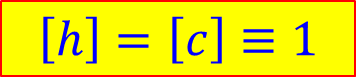 [h] = [c] ≡ 1